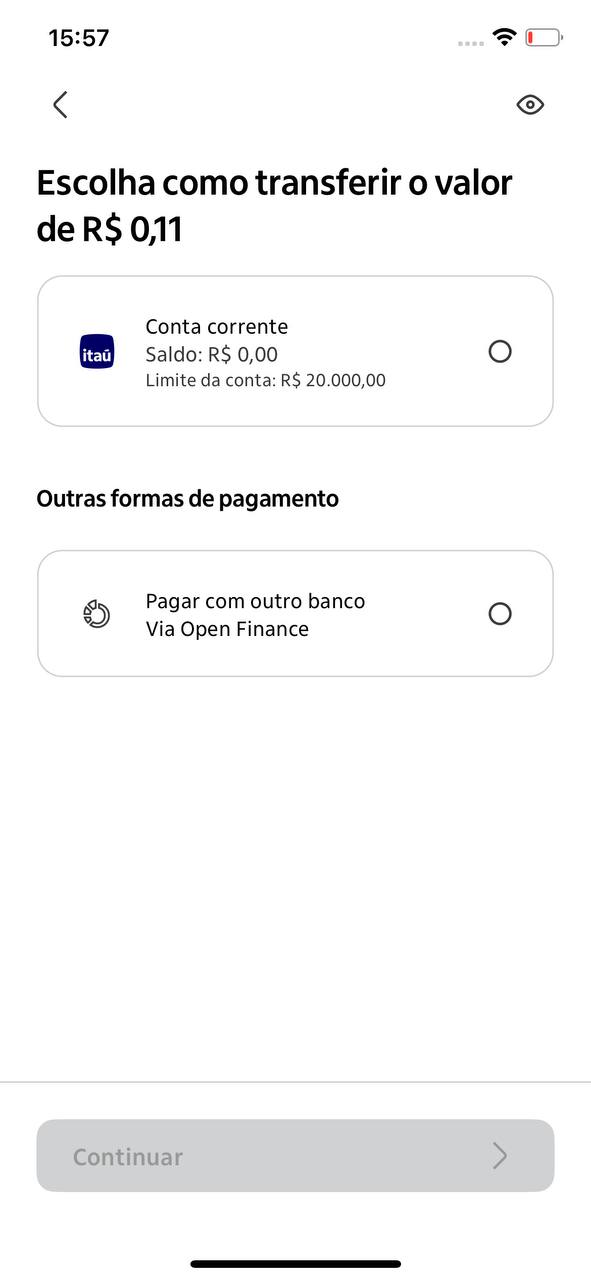 15:57
Escolha como transferir o valor
de R$ 0,11
itaú
Conta corrente
Saldo: R$ 0,00
Limite da conta: R$ 20.000,00
Outras formas de pagamento
Pagar com outro banco
Via Open Finance
Continuar